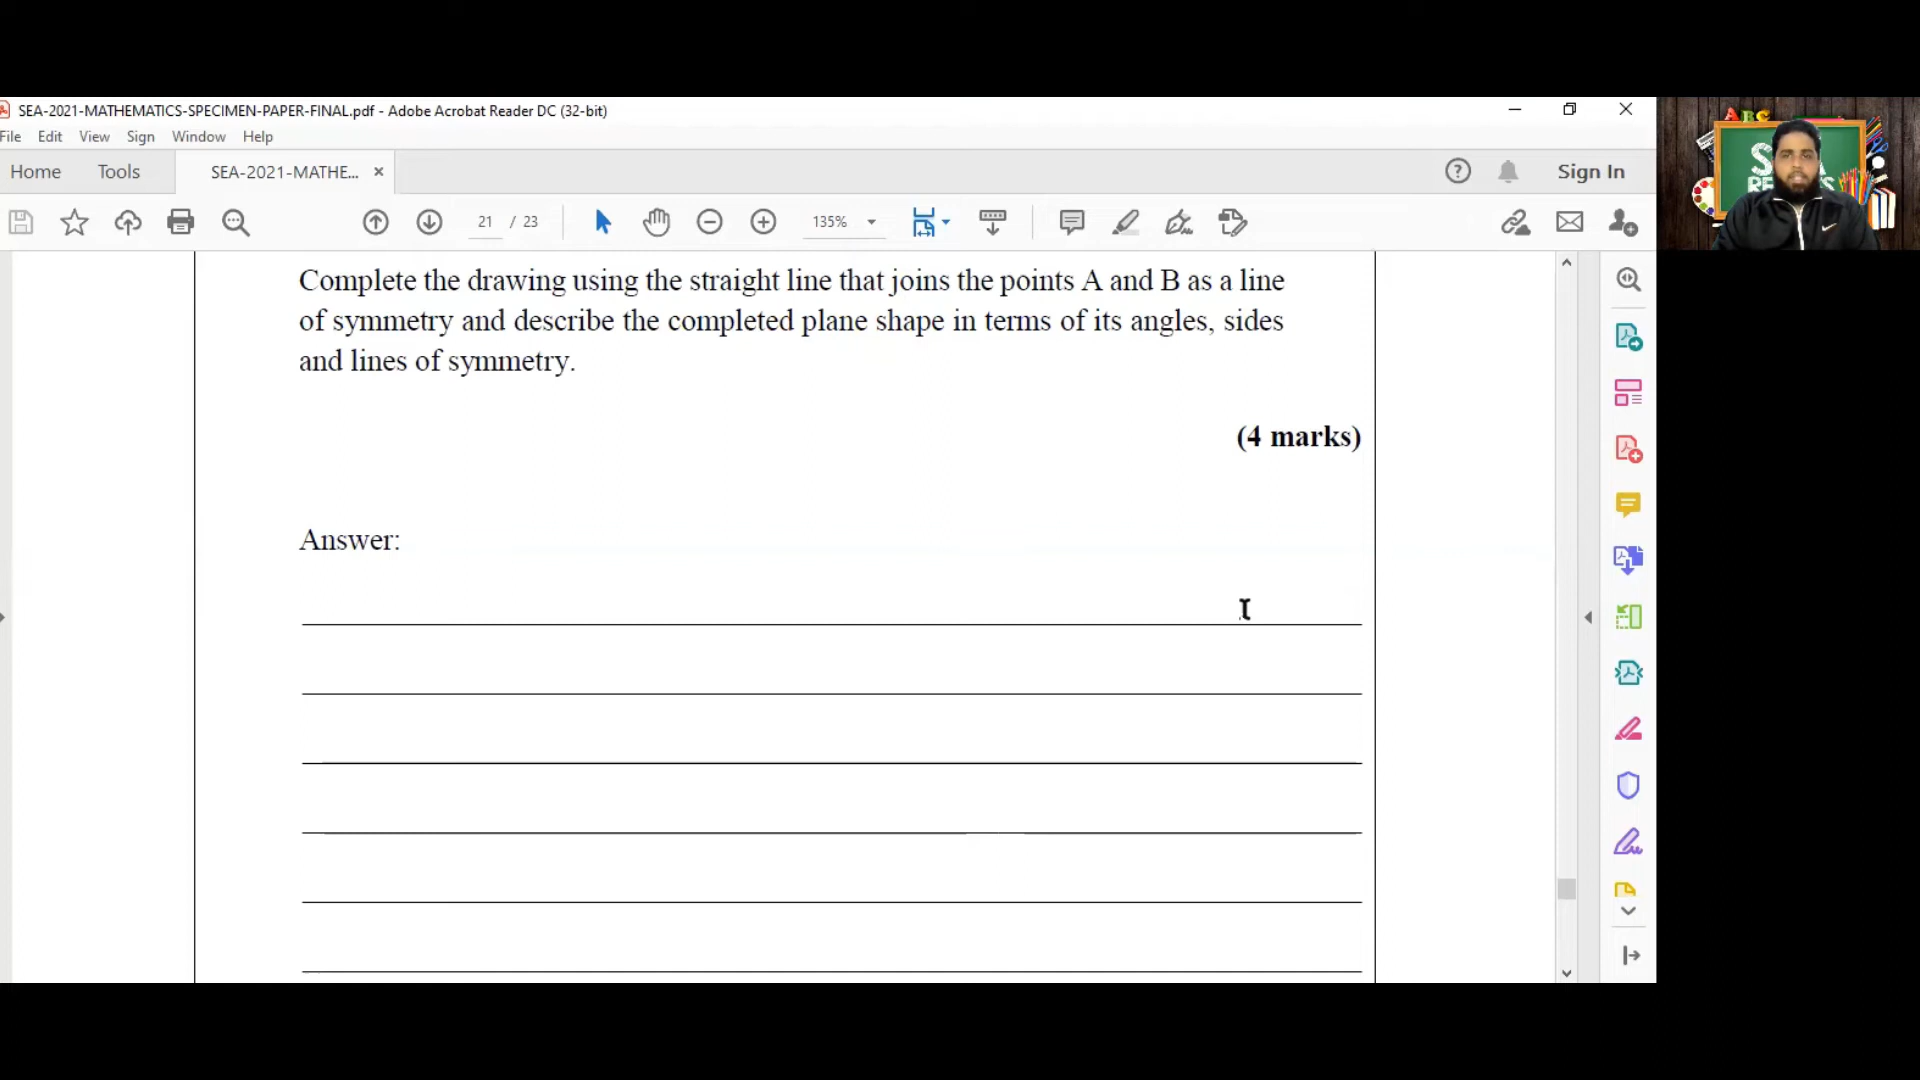 SEA-2021-MATHEMATICS-SPECIMEN-PAPER-FINAL.pdf - Adobe Acrobat Reader DC (32-bit)
File Edit View Sign Window Help
Home Tools SEA-2021-MATHE... Sign In
21 / 23 135%
Complete the drawing using the straight line that joins the points A and B as a line
of symmetry and describe the completed plane shape in terms of its angles, sides
and lines of symmetry.
(4 marks)
Answer:
ABC